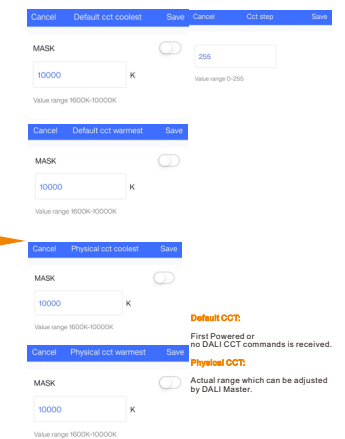 Cancel Default cct coolest Save
MASK
10000 K
Value range 1600K-10000K
Cancel Cct step Save
255
Value range 0-255
Cancel Default cct warmest Save
MASK
10000 K
Value range 1600K-10000K
Cancel Physical cct coolest Save
MASK
10000 K
Value range 1600K-10000K
Cancel Physical cct warmest Save
MASK
10000 K
Value range 1600K-10000K
Default CCT:
First Powered or
no DALI CCT commands is received.
Physical CCT:
Actual range which can be adjusted
by DALI Master.